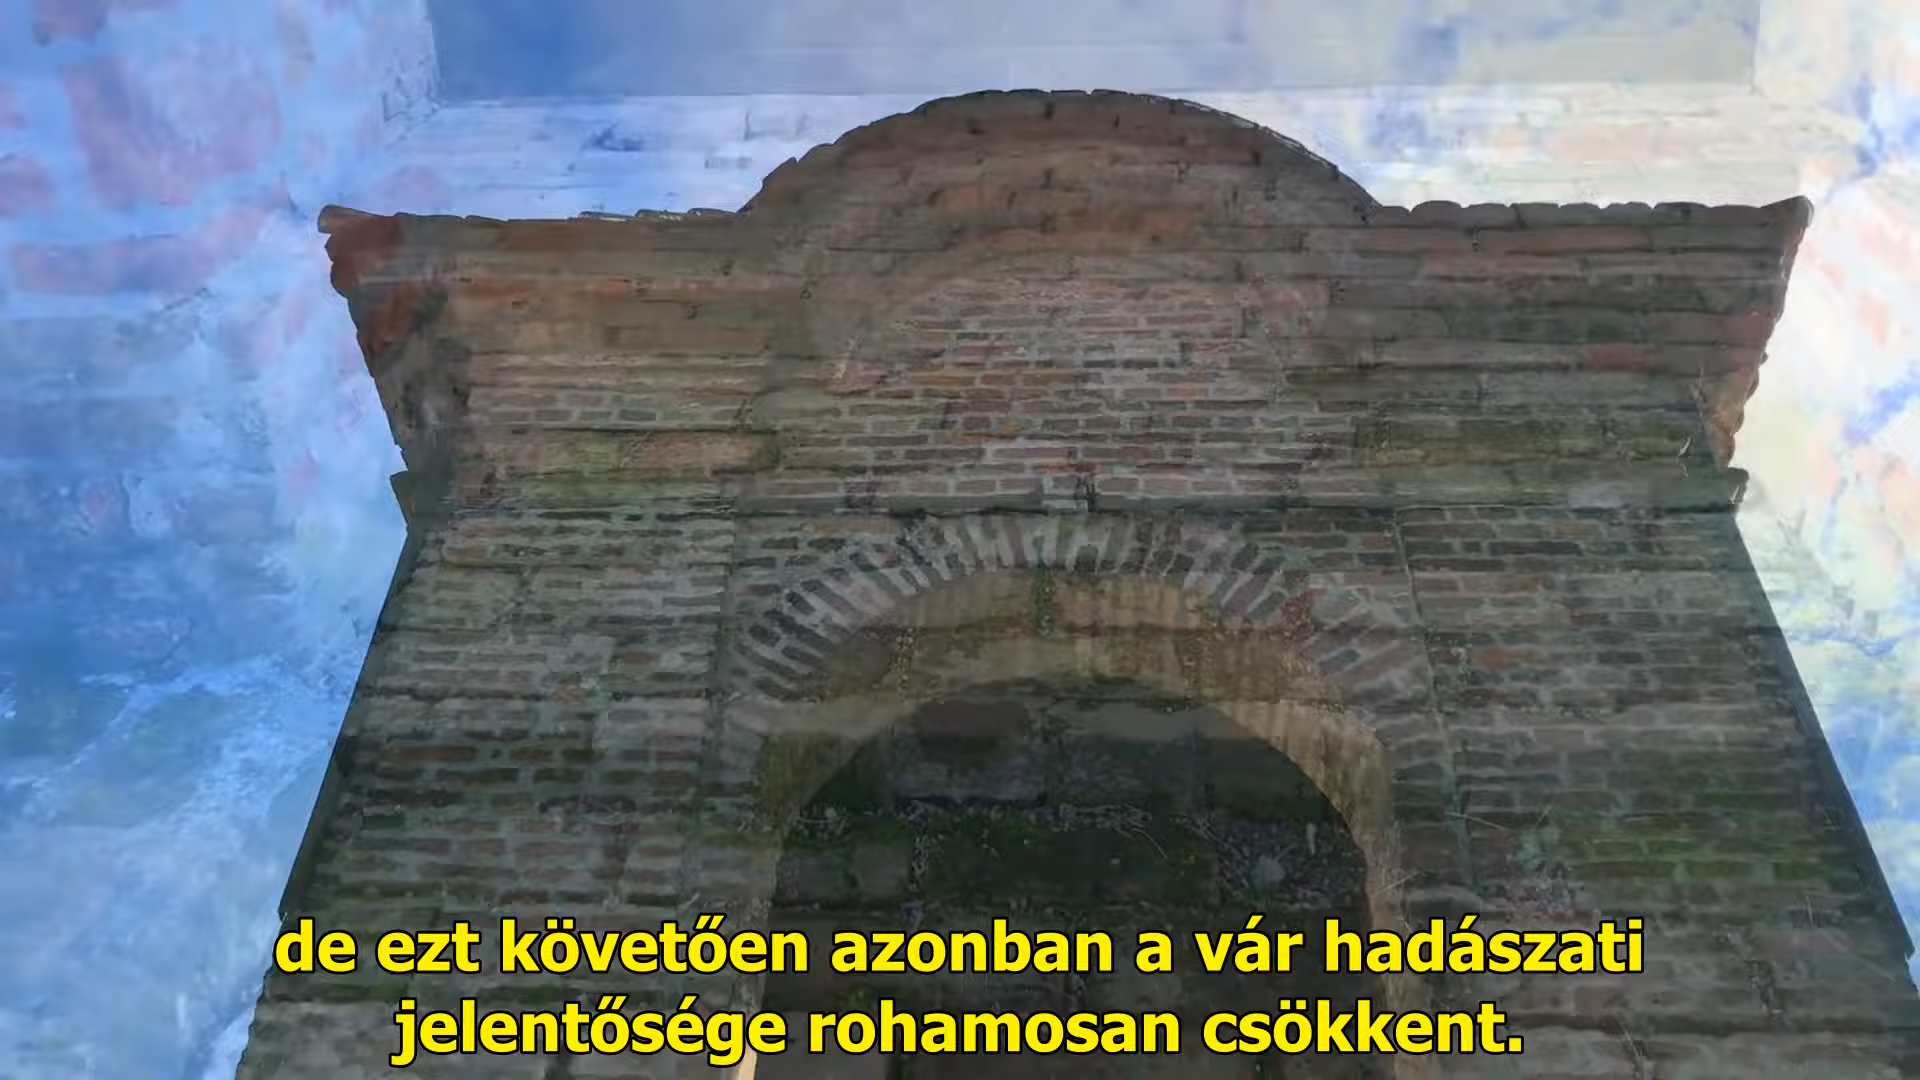 de ezt követően azonban a vár hadászati
jelentősége rohamosan csökkent.